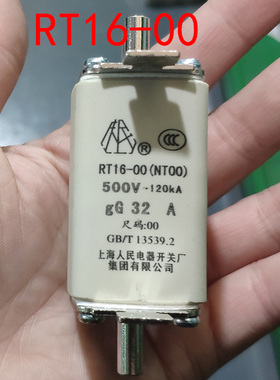 RT16-00
®
CCC
RT16-00(NT00)
500V~120kA
gG 32 A
尺码:00
GB/T 13539.2
上海人民电器开关厂
集团有限公司